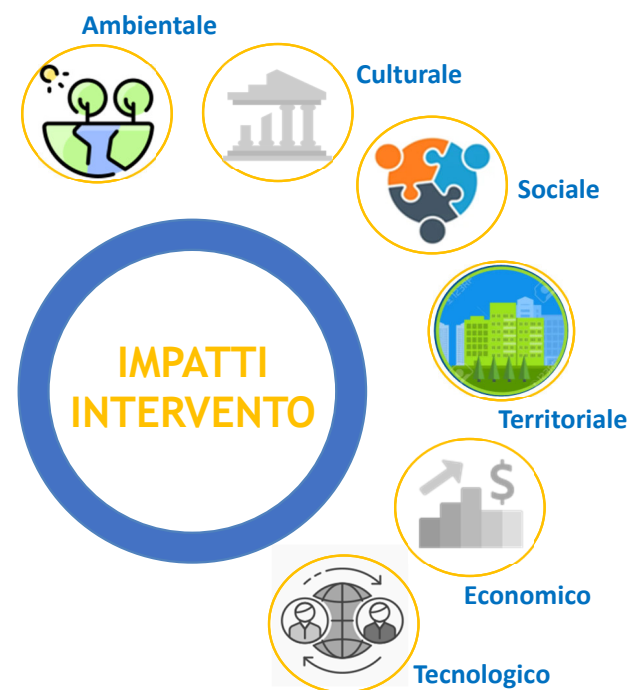 Ambientale
Culturale
Sociale
IMPATTI
INTERVENTO
Territoriale
$
Economico
Tecnologico